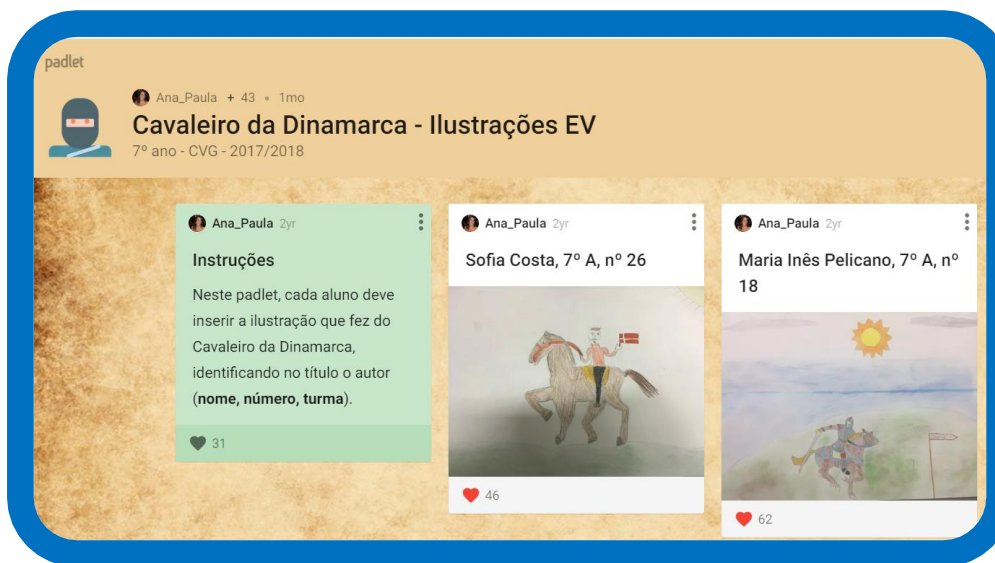 padlet
Ana_Paula + 43 • 1mo
Cavaleiro da Dinamarca - Ilustrações EV
7º ano - CVG - 2017/2018
Ana_Paula 2yr
Instruções
Neste padlet, cada aluno deve
inserir a ilustração que fez do
Cavaleiro da Dinamarca,
identificando no título o autor
(nome, número, turma).
31
Ana_Paula 2yr
Sofia Costa, 7º A, nº 26
46
Ana_Paula 2yr
Maria Inês Pelicano, 7º A, nº
18
62